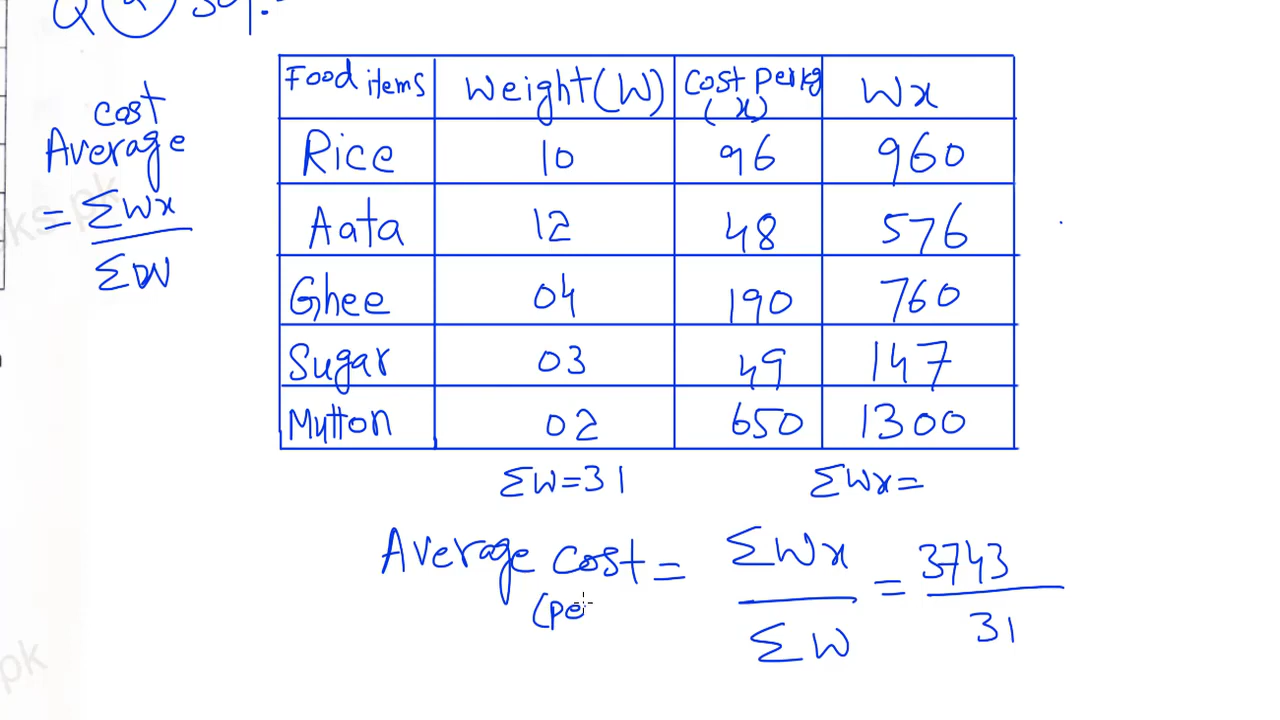 cost
Average
= ΣWx
ΣW
Food items Weight(W) Cost per kg (x) Wx
Rice 10 96 960
Aata 12 48 576
Ghee 04 190 760
Sugar 03 49 147
Mutton 02 650 1300
ΣW=31 ΣWx=
Average cost = ΣWx / ΣW = 3743 / 31
(pe
pk